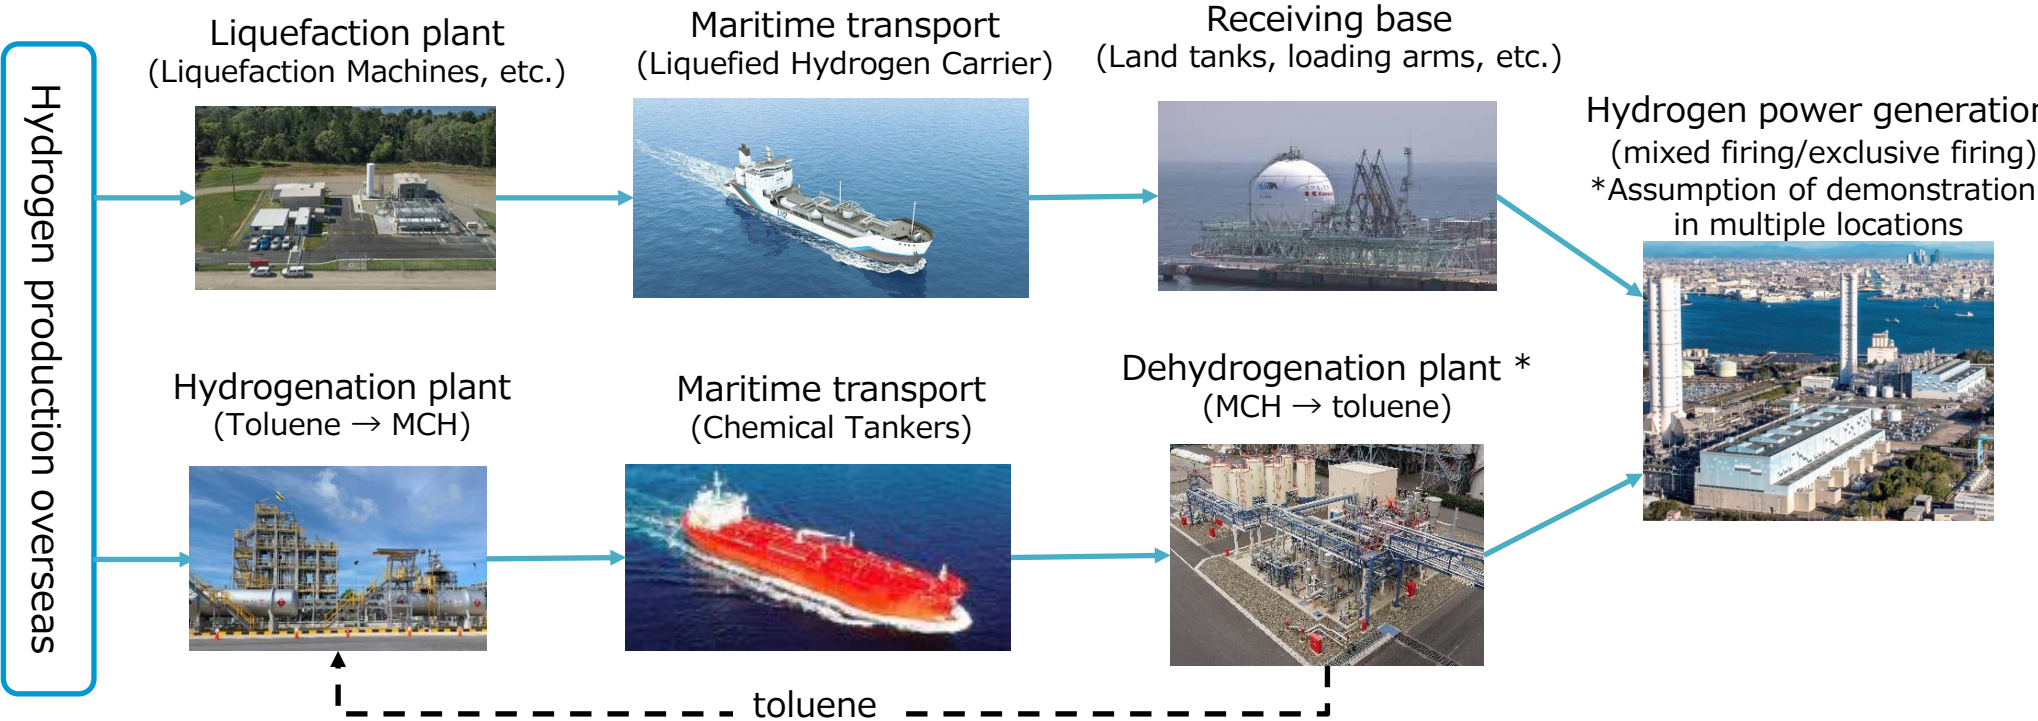 Hydrogen production overseas
Liquefaction plant
(Liquefaction Machines, etc.)
Maritime transport
(Liquefied Hydrogen Carrier)
Receiving base
(Land tanks, loading arms, etc.)
Hydrogen power generation
(mixed firing/exclusive firing)
*Assumption of demonstration
in multiple locations
Hydrogenation plant
(Toluene → MCH)
Maritime transport
(Chemical Tankers)
Dehydrogenation plant *
(MCH → toluene)
toluene